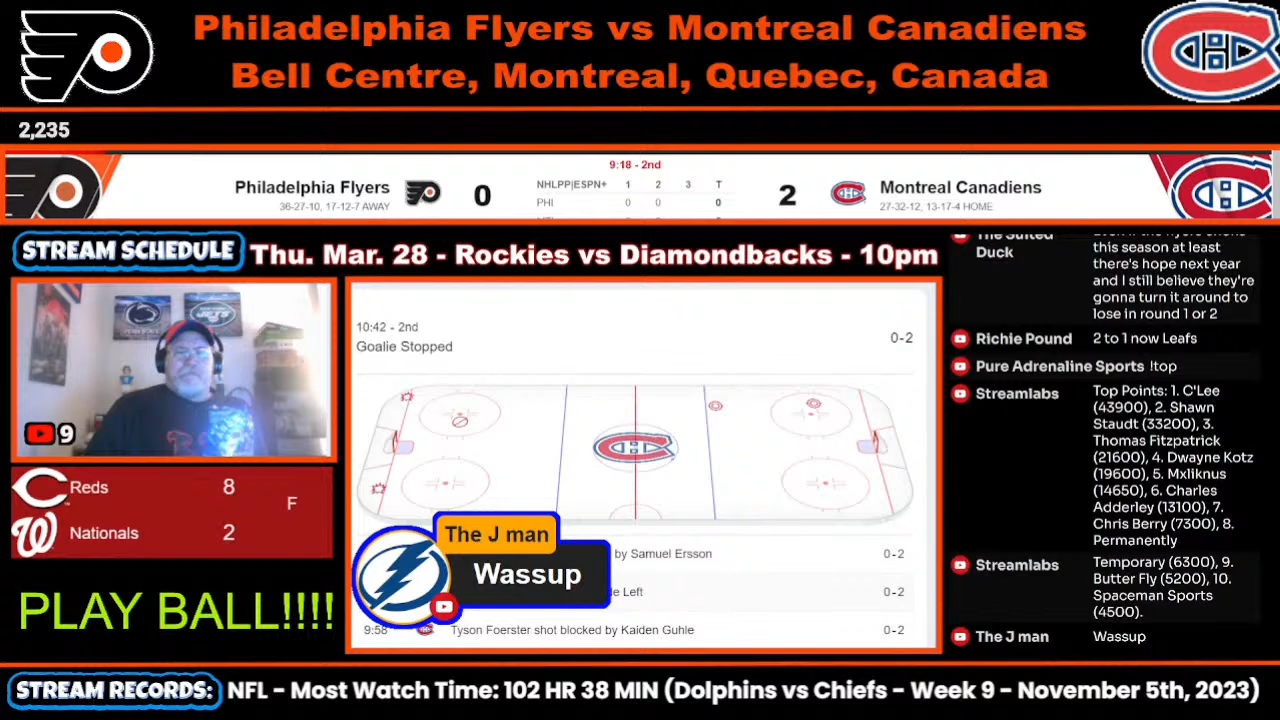 Philadelphia Flyers vs Montreal Canadiens
Bell Centre, Montreal, Quebec, Canada
2,235
9:18 - 2nd
Philadelphia Flyers
36-27-10, 17-12-7 AWAY
0
NHLPP|ESPN+ 1 2 3 T
PHI 0 0 0
2
Montreal Canadiens
27-32-12, 13-17-4 HOME
STREAM SCHEDULE
Thu. Mar. 28 - Rockies vs Diamondbacks - 10pm
PENN STATE
JETS
9
Reds 8
F
Nationals 2
PLAY BALL!!!!
10:42 - 2nd
Goalie Stopped
0-2
The J man
Wassup
by Samuel Ersson 0-2
le Left 0-2
9:58 Tyson Foerster shot blocked by Kaiden Guhle 0-2
The Suited
Duck
this season at least
there's hope next year
and I still believe they're
gonna turn it around to
lose in round 1 or 2
Richie Pound 2 to 1 now Leafs
Pure Adrenaline Sports !top
Streamlabs Top Points: 1. C'Lee
(43900), 2. Shawn
Staudt (33200), 3.
Thomas Fitzpatrick
(21600), 4. Dwayne Kotz
(19600), 5. Mxliknus
(14650), 6. Charles
Adderley (13100), 7.
Chris Berry (7300), 8.
Permanently
Streamlabs Temporary (6300), 9.
Butter Fly (5200), 10.
Spaceman Sports
(4500).
The J man Wassup
STREAM RECORDS:
NFL - Most Watch Time: 102 HR 38 MIN (Dolphins vs Chiefs - Week 9 - November 5th, 2023)